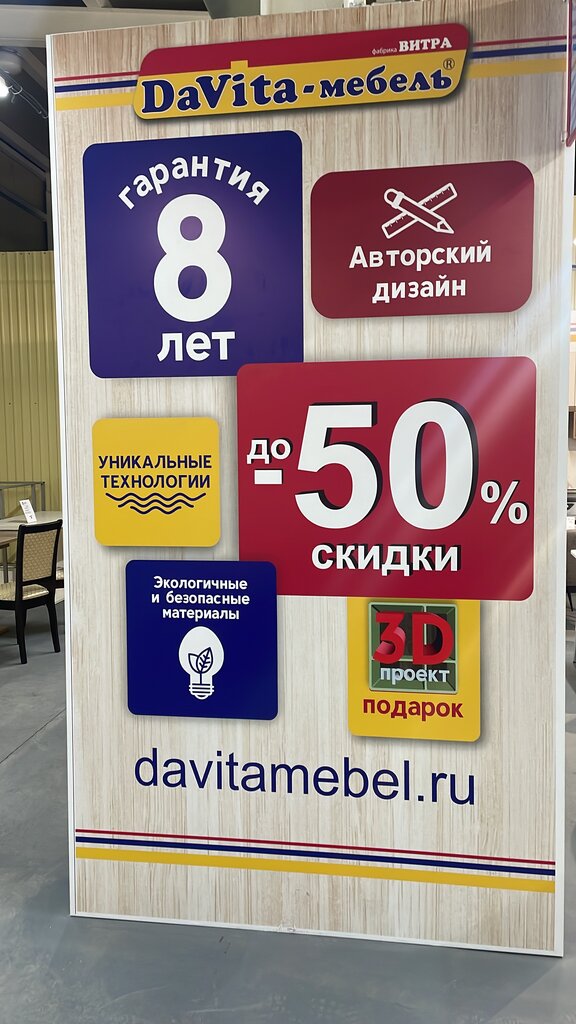 фабрика ВИТРА
DaVita-мебель®
гарантия
8
лет
Авторский
дизайн
до
-50%
скидки
УНИКАЛЬНЫЕ
ТЕХНОЛОГИИ
Экологичные
и безопасные
материалы
3D
проект
подарок
davitamebel.ru